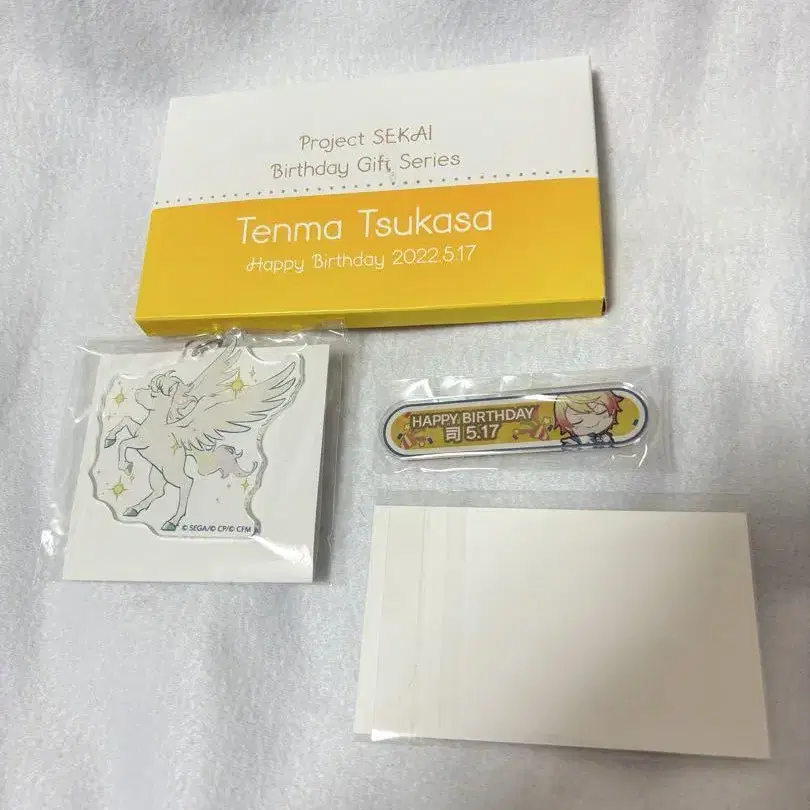 Project SEKAI
Birthday Gift Series
Tenma Tsukasa
Happy Birthday 2022.5.17
HAPPY BIRTHDAY
司 5.17
© SEGA/© CP/© CFM